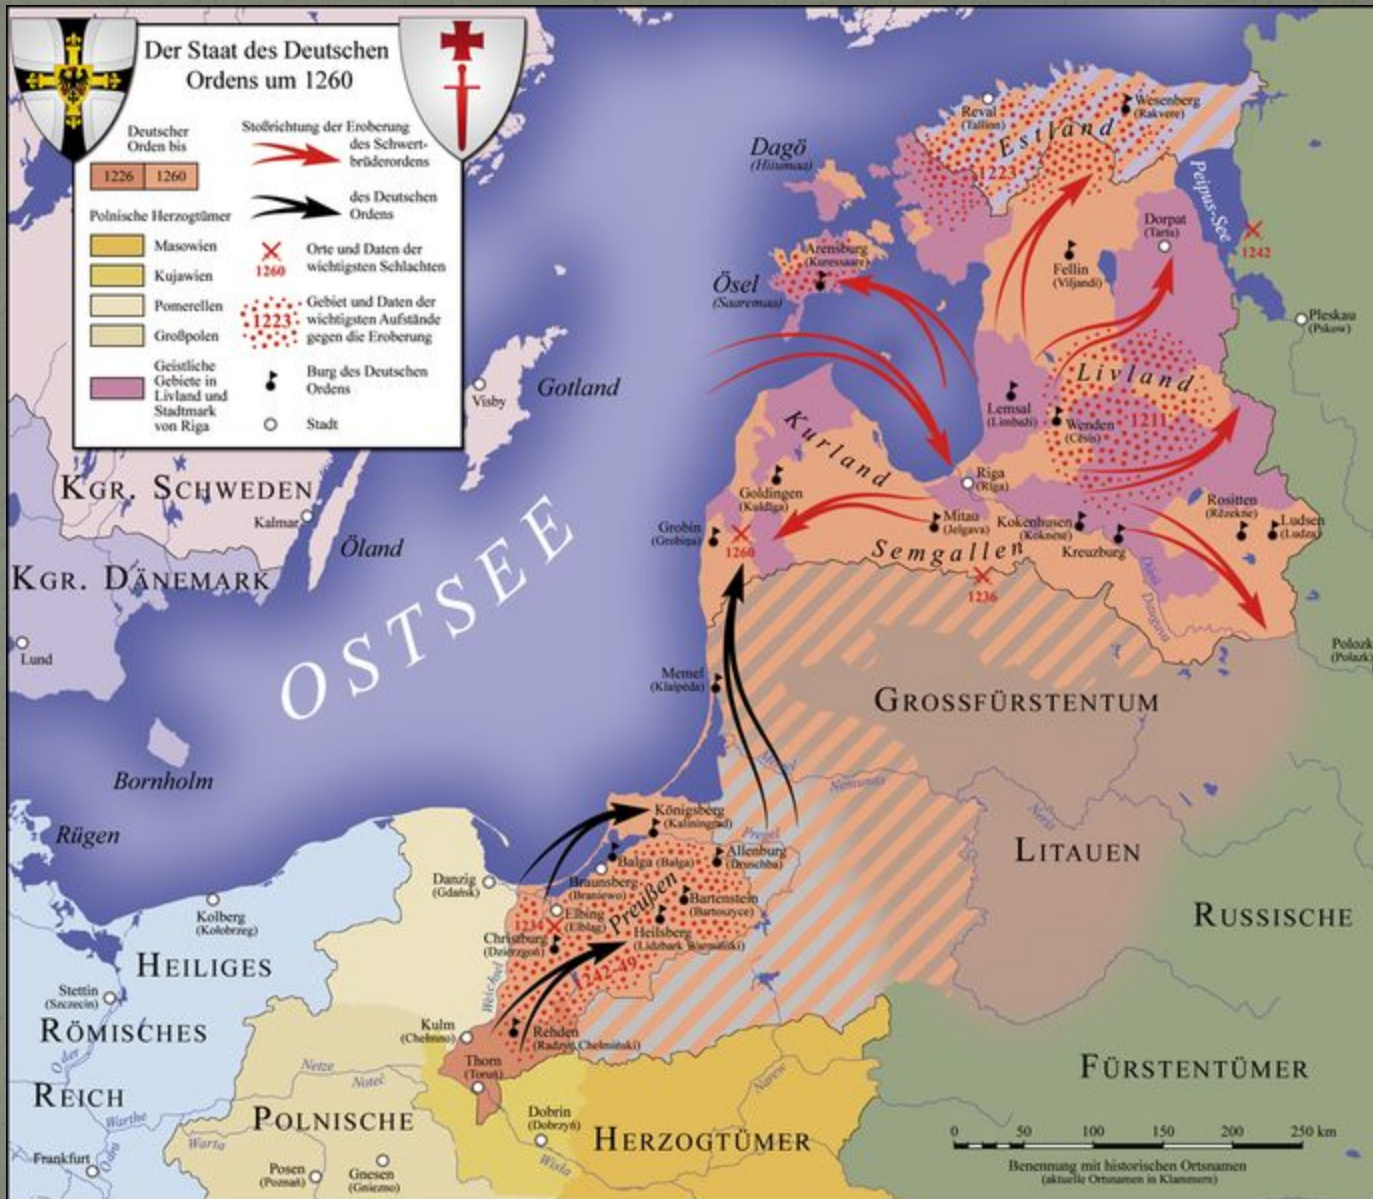 Der Staat des Deutschen
Ordens um 1260
Deutscher
Orden bis
1226
1260
Polnische Herzogtümer
Masowien
Kujawien
Pomerellen
Großpolen
Geistliche
Gebiete in
Livland und
Stadtmark
von Riga
Stoßrichtung der Eroberung
des Schwert-
brüderordens
des Deutschen
Ordens
Orte und Daten der
wichtigsten Schlachten
1260
Gebiet und Daten der
wichtigsten Aufstände
gegen die Eroberung
1223
Burg des Deutschen
Ordens
Stadt
Reval
(Tallinn)
Wesenberg
(Rakvere)
Estland
1223
Dagö
(Hiiumaa)
Peipus-See
Dorpat
(Tartu)
1242
Arensburg
(Kuressaare)
Fellin
(Viljandi)
Ösel
(Saaremaa)
Pleskau
(Pskow)
Gotland
Visby
Livland
Lemsal
(Limbaži)
Wenden
(Cēsis)
1211
Kurland
Riga
(Rīga)
Goldingen
(Kuldīga)
Mitau
(Jelgava)
Kokenhusen
(Koknese)
Kreuzburg
Rositten
(Rēzekne)
Ludsen
(Ludza)
Grobin
(Grobiņa)
1260
Semgallen
1236
Düna
Daugava
KGR. SCHWEDEN
Kalmar
Öland
KGR. DÄNEMARK
Lund
OSTSEE
Polozk
(Polazk)
Memel
(Klaipėda)
GROSSFÜRSTENTUM
Bornholm
Memel
Nemunas
Neris
Rügen
Königsberg
(Kaliningrad)
Pregel
LITAUEN
Balga (Balga)
Allenburg
(Druschba)
Danzig
(Gdańsk)
Braunsberg
(Braniewo)
Preußen
Bartenstein
(Bartoszyce)
Kolberg
(Kołobrzeg)
Elbing
(Elbląg)
1234
Christburg
(Dzierzgoń)
Heilsberg
(Lidzbark Warmiński)
RUSSISCHE
HEILIGES
1242-49
Weichsel
Stettin
(Szczecin)
RÖMISCHES
Kulm
(Chełmno)
Rehden
(Radzyń Chełmiński)
Oder
Thorn
(Toruń)
FÜRSTENTÜMER
REICH
Netze
Noteć
Narew
Warthe
Warta
POLNISCHE
Dobrin
(Dobrzyń)
HERZOGTÜMER
Odra
Wisła
Frankfurt
Posen
(Poznań)
Gnesen
(Gniezno)
0 50 100 150 200 250 km
Benennung mit historischen Ortsnamen
(aktuelle Ortsnamen in Klammern)